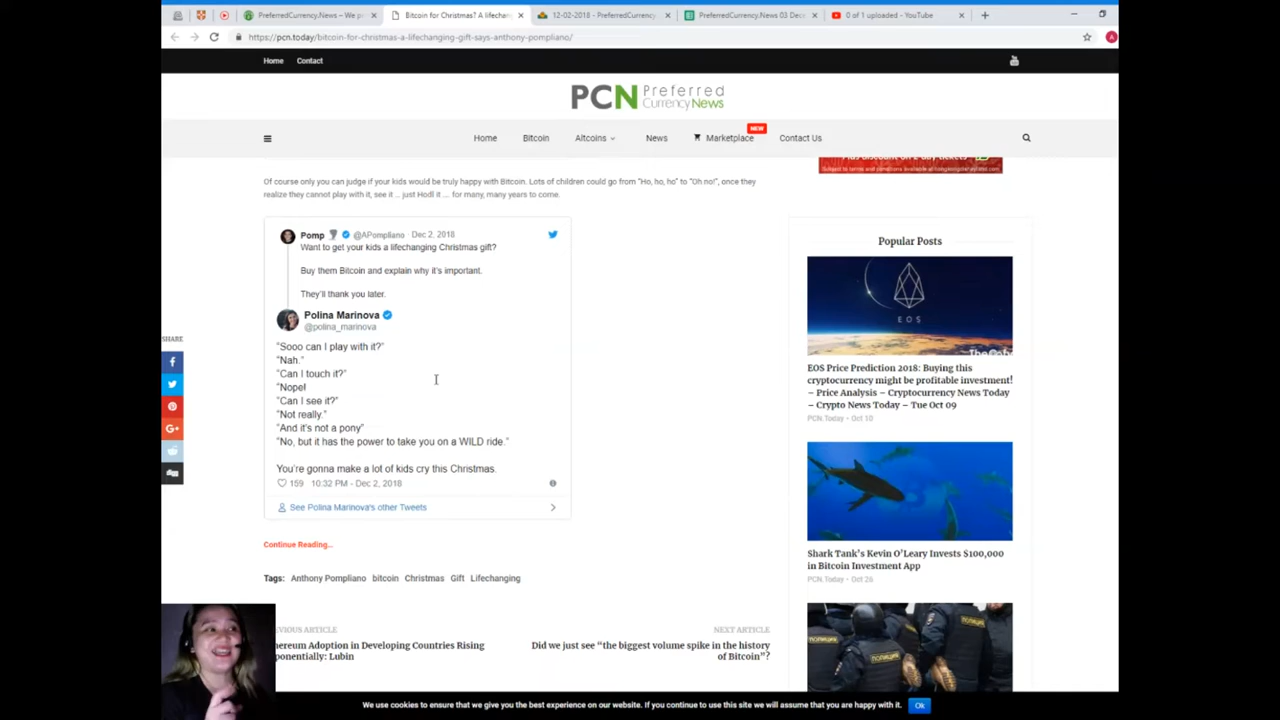 PreferredCurrency.News – We p
Bitcoin for Christmas? A lifechan
12-02-2018 - PreferredCurrency
PreferredCurrency.News 03 Dec
0 of 1 uploaded - YouTube
https://pcn.today/bitcoin-for-christmas-a-lifechanging-gift-says-anthony-pompliano/
Home Contact
PCN Preferred
Currency News
Home Bitcoin Altcoins News Marketplace NEW Contact Us
Of course only you can judge if your kids would be truly happy with Bitcoin. Lots of children could go from “Ho, ho, ho” to “Oh no!”, once they
realize they cannot play with it, see it ... just Hodl it .... for many, many years to come.
Pomp @APompliano · Dec 2, 2018
Want to get your kids a lifechanging Christmas gift?
Buy them Bitcoin and explain why it's important.
They'll thank you later.
Polina Marinova
@polina_marinova
“Sooo can I play with it?”
“Nah.”
“Can I touch it?”
“Nope!
“Can I see it?”
“Not really.”
“And it's not a pony”
“No, but it has the power to take you on a WILD ride.”
You're gonna make a lot of kids cry this Christmas.
159 10:32 PM - Dec 2, 2018
See Polina Marinova's other Tweets
Continue Reading...
Tags: Anthony Pompliano bitcoin Christmas Gift Lifechanging
VIOUS ARTICLE
hereum Adoption in Developing Countries Rising
ponentially: Lubin
NEXT ARTICLE
Did we just see “the biggest volume spike in the history
of Bitcoin”?
SHARE
Popular Posts
EOS
EOS Price Prediction 2018: Buying this
cryptocurrency might be profitable investment!
– Price Analysis – Cryptocurrency News Today
– Crypto News Today – Tue Oct 09
PCN.Today - Oct 10
Shark Tank's Kevin O'Leary Invests $100,000
in Bitcoin Investment App
PCN.Today - Oct 26
ПОЛИЦИЯ
ПОЛИЦИЯ
We use cookies to ensure that we give you the best experience on our website. If you continue to use this site we will assume that you are happy with it. Ok